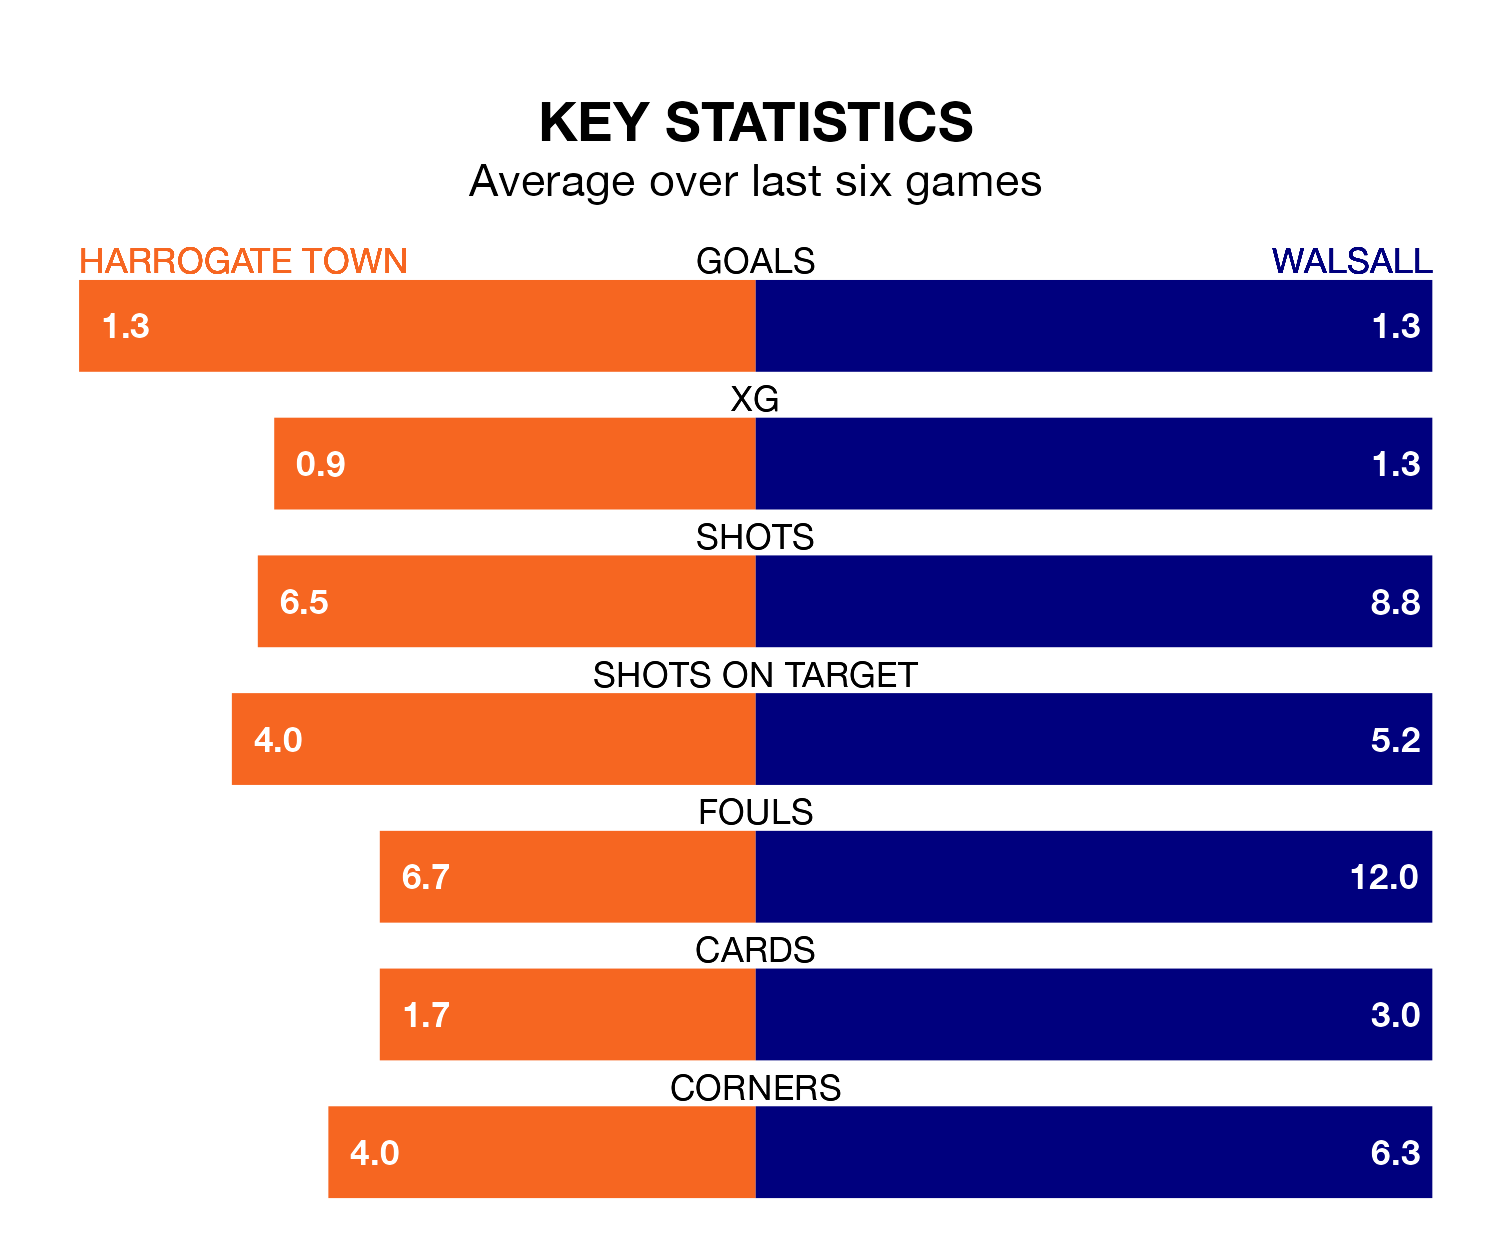 KEY STATISTICS
Average over last six games
HARROGATE TOWN GOALS WALSALL
1.3 1.3
XG
0.9 1.3
SHOTS
6.5 8.8
SHOTS ON TARGET
4.0 5.2
FOULS
6.7 12.0
CARDS
1.7 3.0
CORNERS
4.0 6.3